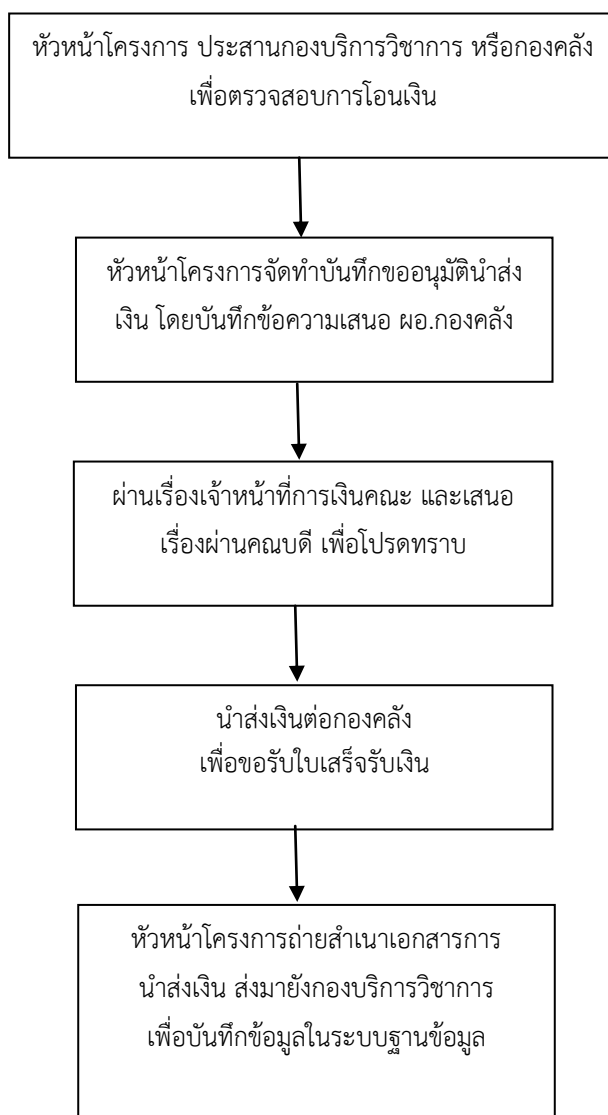 หัวหน้าโครงการ ประสานกองบริการวิชาการ หรือกองคลัง
เพื่อตรวจสอบการโอนเงิน
หัวหน้าโครงการจัดทำบันทึกขออนุมัตินำส่ง
เงิน โดยบันทึกข้อความเสนอ ผอ.กองคลัง
ผ่านเรื่องเจ้าหน้าที่การเงินคณะ และเสนอ
เรื่องผ่านคณบดี เพื่อโปรดทราบ
นำส่งเงินต่อกองคลัง
เพื่อขอรับใบเสร็จรับเงิน
หัวหน้าโครงการถ่ายสำเนาเอกสารการ
นำส่งเงิน ส่งมายังกองบริการวิชาการ
เพื่อบันทึกข้อมูลในระบบฐานข้อมูล